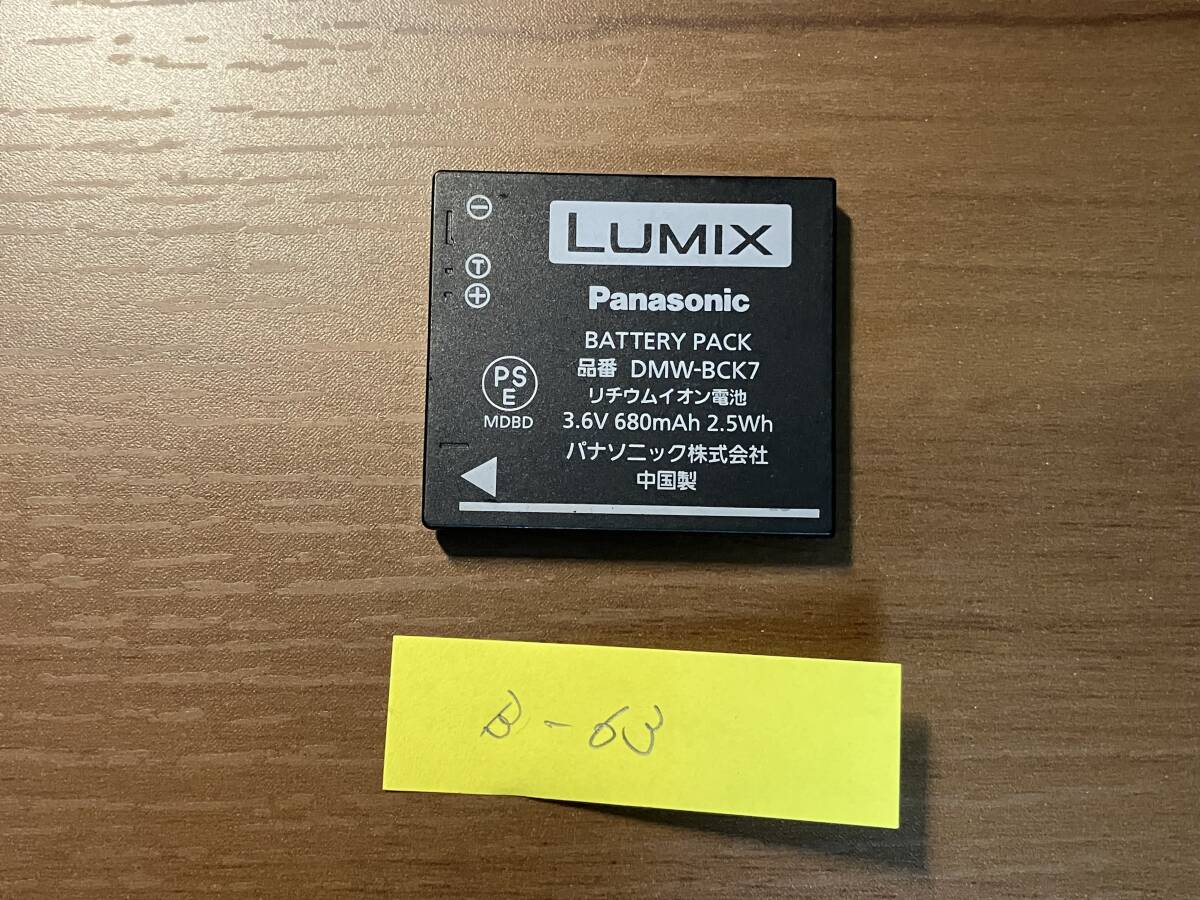 LUMIX
Panasonic
BATTERY PACK
品番 DMW-BCK7
リチウムイオン電池
3.6V 680mAh 2.5Wh
パナソニック株式会社
中国製
−
T
+
PS
E
MDBD
B-63